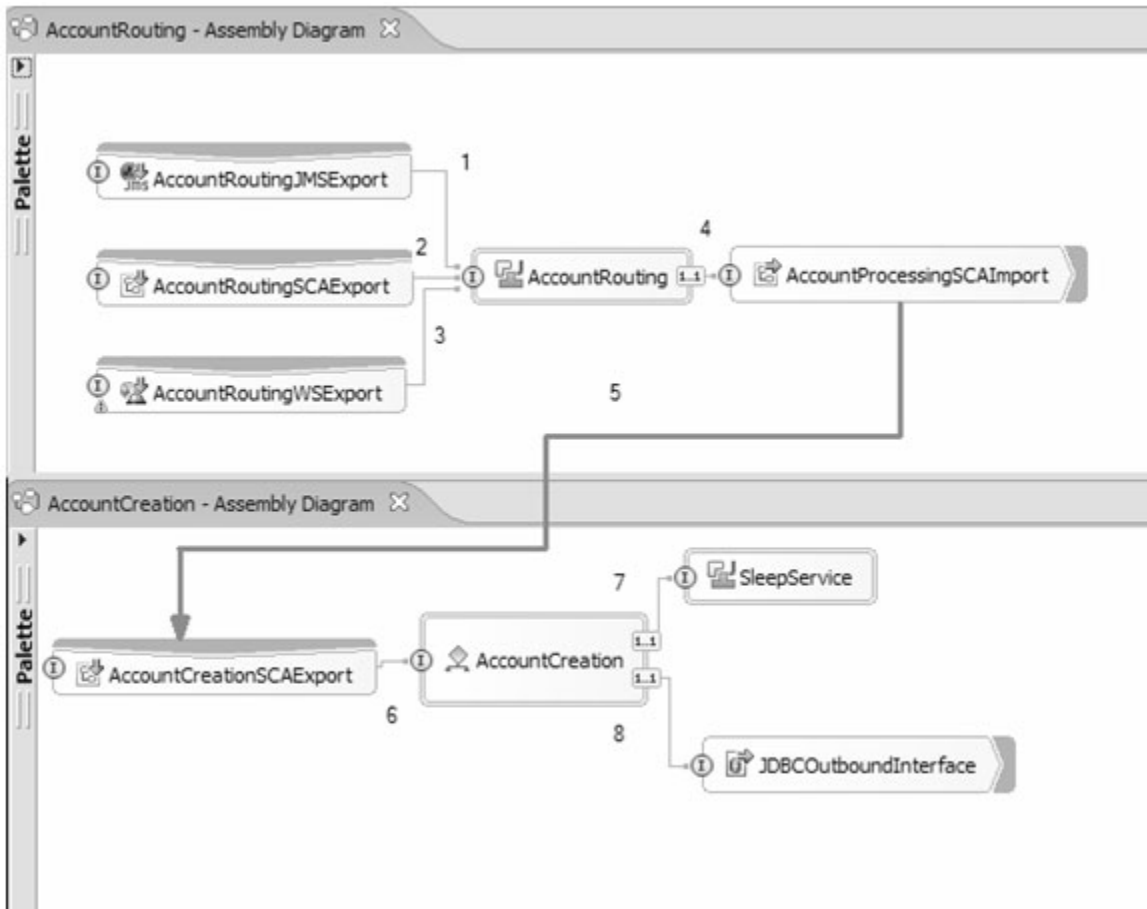 AccountRouting - Assembly Diagram
Palette
1
I
Jms
AccountRoutingJMSExport
2
4
I
AccountRoutingSCAExport
I
AccountRouting
1..1
I
AccountProcessingSCAImport
3
I
AccountRoutingWSExport
5
AccountCreation - Assembly Diagram
Palette
7
I
SleepService
1..1
I
AccountCreationSCAExport
I
AccountCreation
1..1
6
8
I
JDBCOutboundInterface